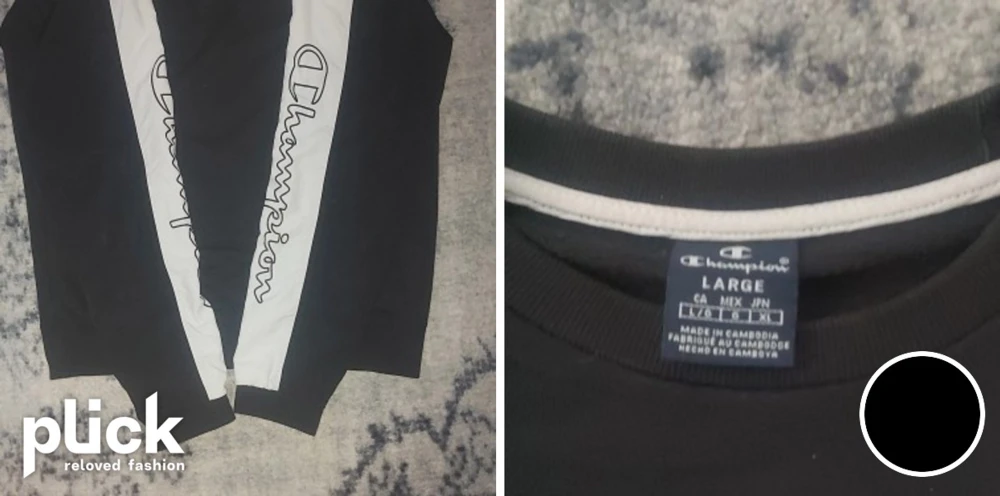 Champion
Champion
plick
reloved fashion
Champion®
LARGE
CA MEX JPN
L/G G XL
MADE IN CAMBODIA
FABRIQUÉ AU CAMBODGE
HECHO EN CAMBOYA